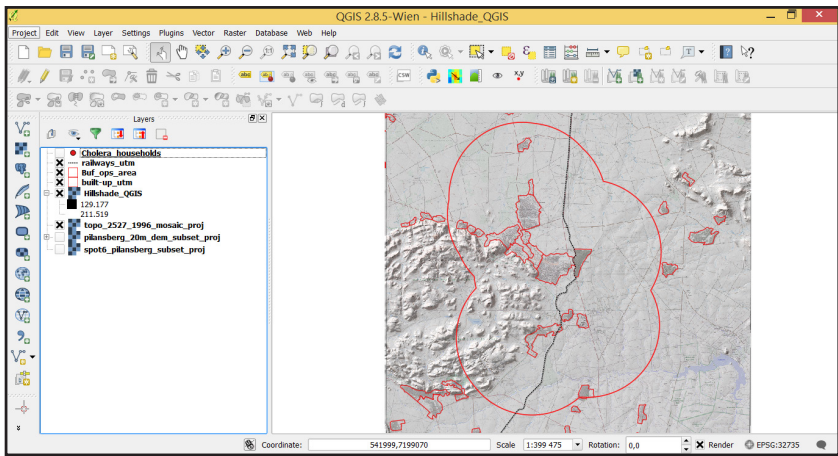 QGIS 2.8.5-Wien - Hillshade_QGIS
Project Edit View Layer Settings Plugins Vector Raster Database Web Help
CSW x,y
Layers
Cholera_households
railways_utm
Buf_ops_area
built-up_utm
Hillshade_QGIS
129.177
211.519
topo_2527_1996_mosaic_proj
pilansberg_20m_dem_subset_proj
spot6_pilansberg_subset_proj
Coordinate: 541999,7199070 Scale 1:399 475 Rotation: 0,0 Render EPSG:32735